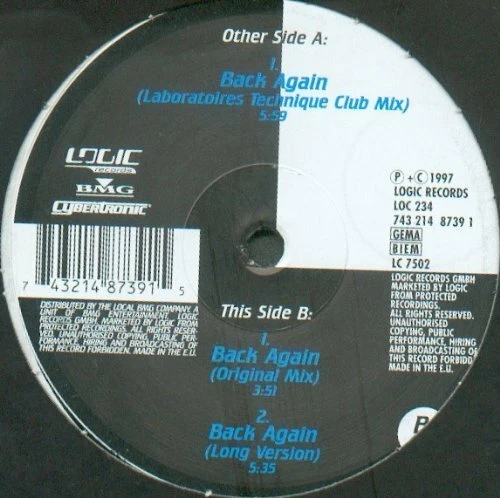 Other Side A:
1.
Back Again
(Laboratoires Technique Club Mix)
5:59
LOGIC
records
BMG
CYBERTRONIC
7 43214 87391 5
DISTRIBUTED BY THE LOCAL BMG COMPANY. A
UNIT OF BMG ENTERTAINMENT. LOGIC
RECORDS GMBH. MARKETED BY LOGIC FROM
PROTECTED RECORDINGS. ALL RIGHTS RESER-
VED. UNAUTHORISED COPYING, PUBLIC PER-
FORMANCE, HIRING AND BROADCASTING OF
THIS RECORD FORBIDDEN. MADE IN THE E.U.
℗ + © 1997
LOGIC RECORDS
LOC 234
743 214 8739 1
GEMA
BIEM
LC 7502
LOGIC RECORDS GMBH
MARKETED BY LOGIC
FROM PROTECTED
RECORDINGS.
ALL RIGHTS RESERVED.
UNAUTHORISED
COPYING, PUBLIC
PERFORMANCE, HIRING
AND BROADCASTING OF
THIS RECORD FORBIDD
MADE IN THE E.U.
This Side B:
1.
Back Again
(Original Mix)
3:51
2.
Back Again
(Long Version)
5:35
B